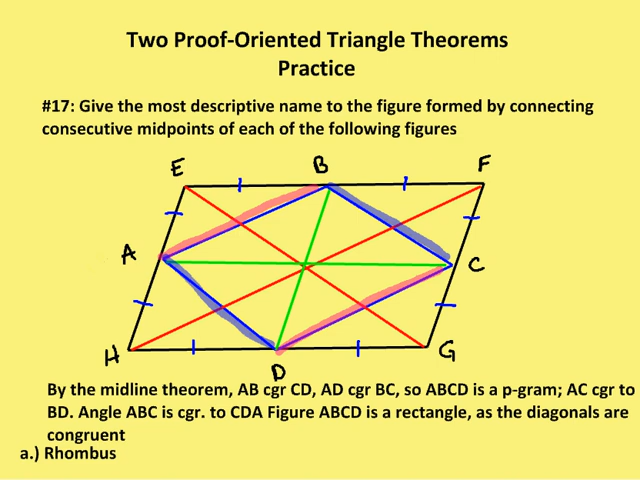 Two Proof-Oriented Triangle Theorems
Practice
#17: Give the most descriptive name to the figure formed by connecting
consecutive midpoints of each of the following figures
E B F
A C
H D G
By the midline theorem, AB cgr CD, AD cgr BC, so ABCD is a p-gram; AC cgr to
BD. Angle ABC is cgr. to CDA Figure ABCD is a rectangle, as the diagonals are
congruent
a.) Rhombus